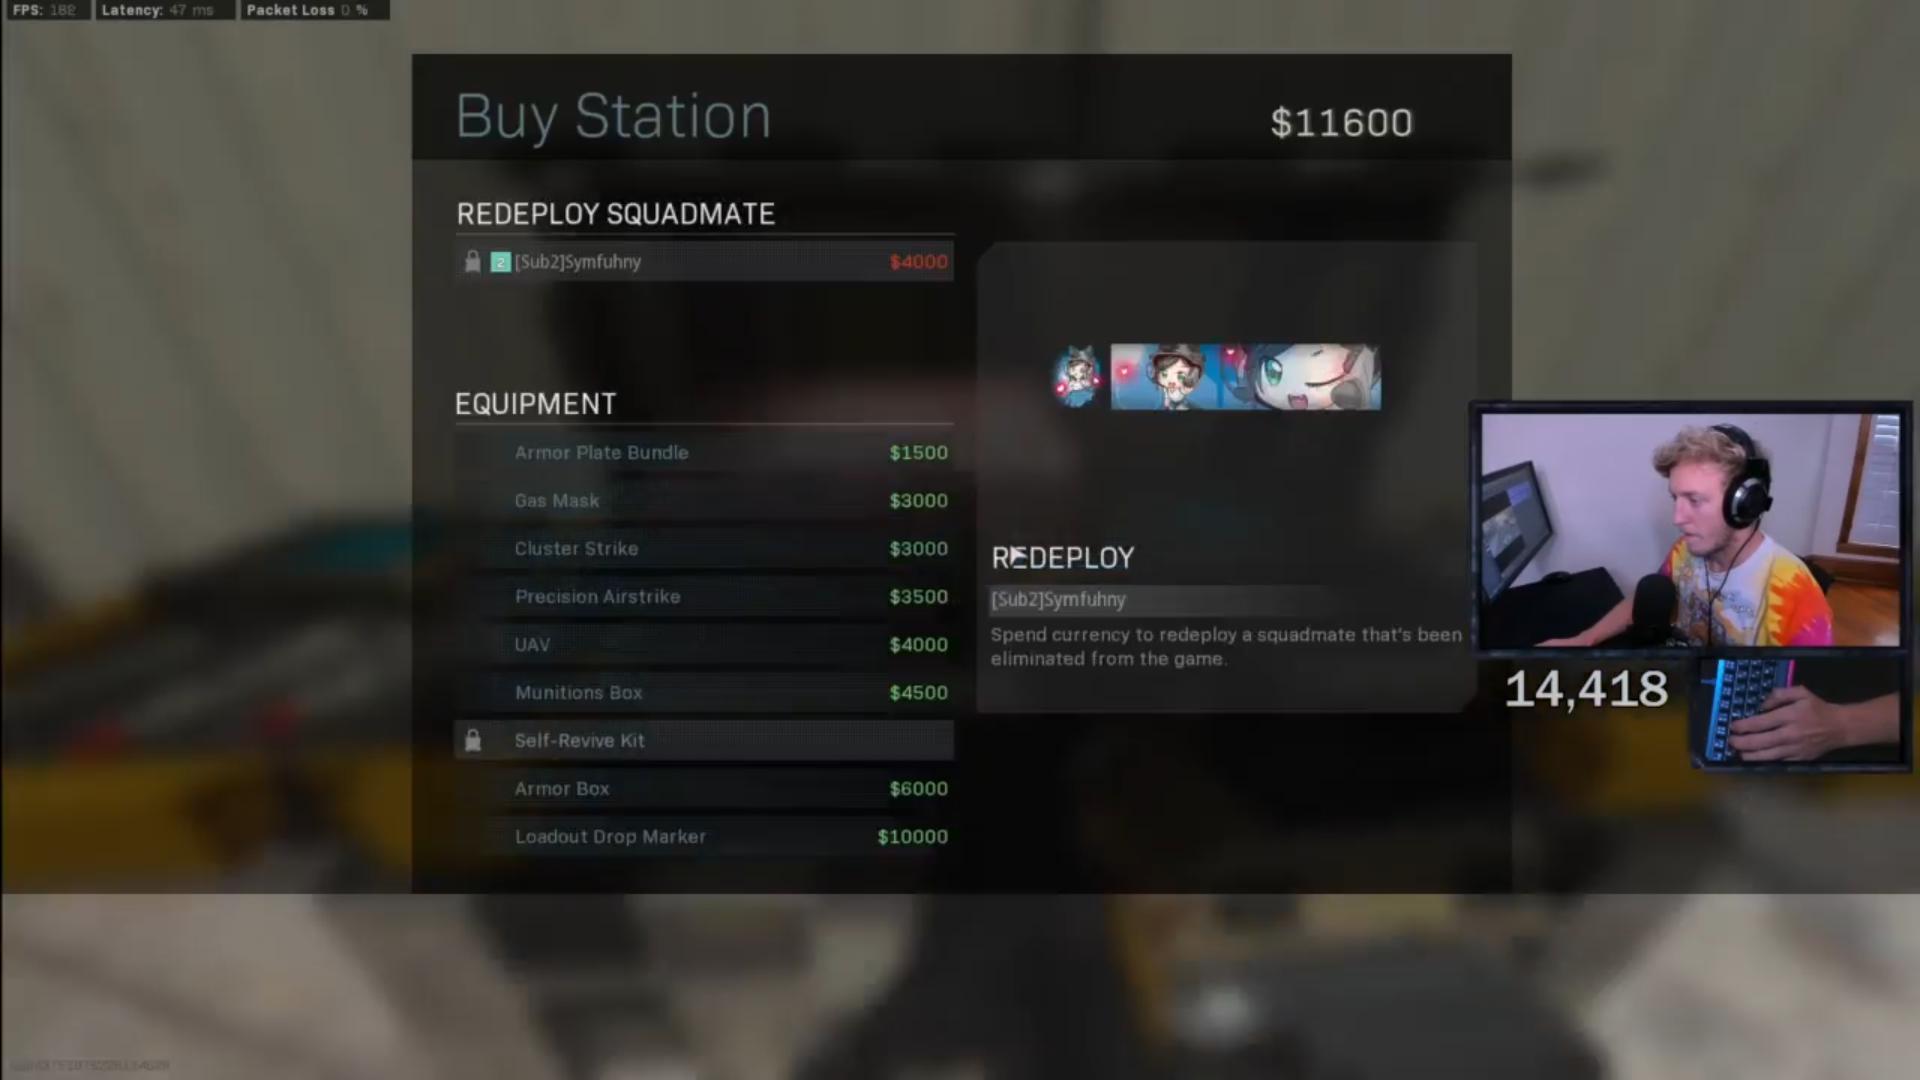 FPS: 182 Latency: 47 ms Packet Loss 0 %
Buy Station
$11600
REDEPLOY SQUADMATE
2 [Sub2]Symfuhny $4000
EQUIPMENT
Armor Plate Bundle $1500
Gas Mask $3000
Cluster Strike $3000
Precision Airstrike $3500
UAV $4000
Munitions Box $4500
Self-Revive Kit
Armor Box $6000
Loadout Drop Marker $10000
REDEPLOY
[Sub2]Symfuhny
Spend currency to redeploy a squadmate that's been
eliminated from the game.
14,418